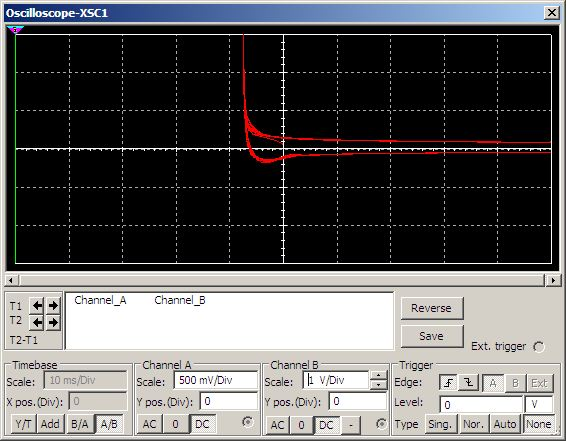 Oscilloscope-XSC1
T1
T2
T2-T1
Channel_A Channel_B
Reverse
Save
Ext. trigger
Timebase
Scale: 10 ms/Div
X pos.(Div): 0
Y/T Add B/A A/B
Channel A
Scale: 500 mV/Div
Y pos.(Div): 0
AC 0 DC
Channel B
Scale: 1 V/Div
Y pos.(Div): 0
AC 0 DC -
Trigger
Edge: A B Ext
Level: 0 V
Type Sing. Nor. Auto None